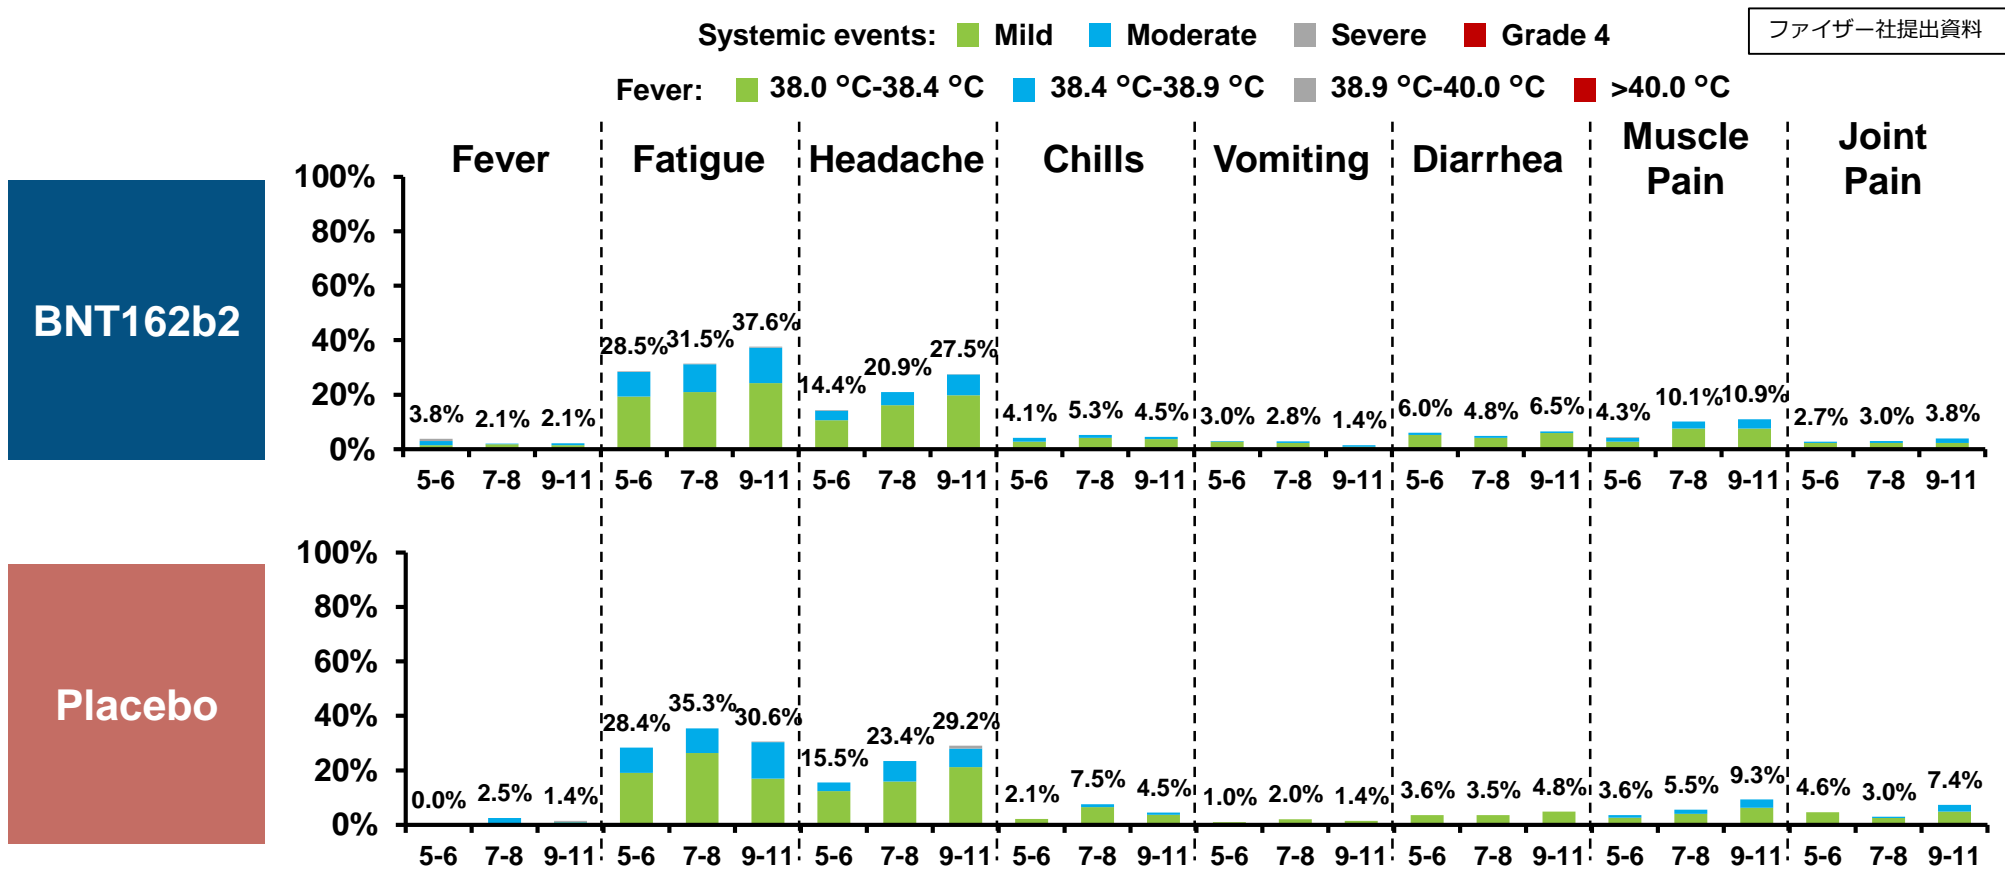 Systemic events: Mild Moderate Severe Grade 4
ファイザー社提出資料
Fever: 38.0 °C-38.4 °C 38.4 °C-38.9 °C 38.9 °C-40.0 °C >40.0 °C
Fever Fatigue Headache Chills Vomiting Diarrhea Muscle Pain Joint Pain
BNT162b2
100%
80%
60%
40%
20%
0%
3.8% 2.1% 2.1% 28.5% 31.5% 37.6% 14.4% 20.9% 27.5% 4.1% 5.3% 4.5% 3.0% 2.8% 1.4% 6.0% 4.8% 6.5% 4.3% 10.1% 10.9% 2.7% 3.0% 3.8%
5-6 7-8 9-11 5-6 7-8 9-11 5-6 7-8 9-11 5-6 7-8 9-11 5-6 7-8 9-11 5-6 7-8 9-11 5-6 7-8 9-11 5-6 7-8 9-11
Placebo
100%
80%
60%
40%
20%
0%
0.0% 2.5% 1.4% 28.4% 35.3% 30.6% 15.5% 23.4% 29.2% 2.1% 7.5% 4.5% 1.0% 2.0% 1.4% 3.6% 3.5% 4.8% 3.6% 5.5% 9.3% 4.6% 3.0% 7.4%
5-6 7-8 9-11 5-6 7-8 9-11 5-6 7-8 9-11 5-6 7-8 9-11 5-6 7-8 9-11 5-6 7-8 9-11 5-6 7-8 9-11 5-6 7-8 9-11